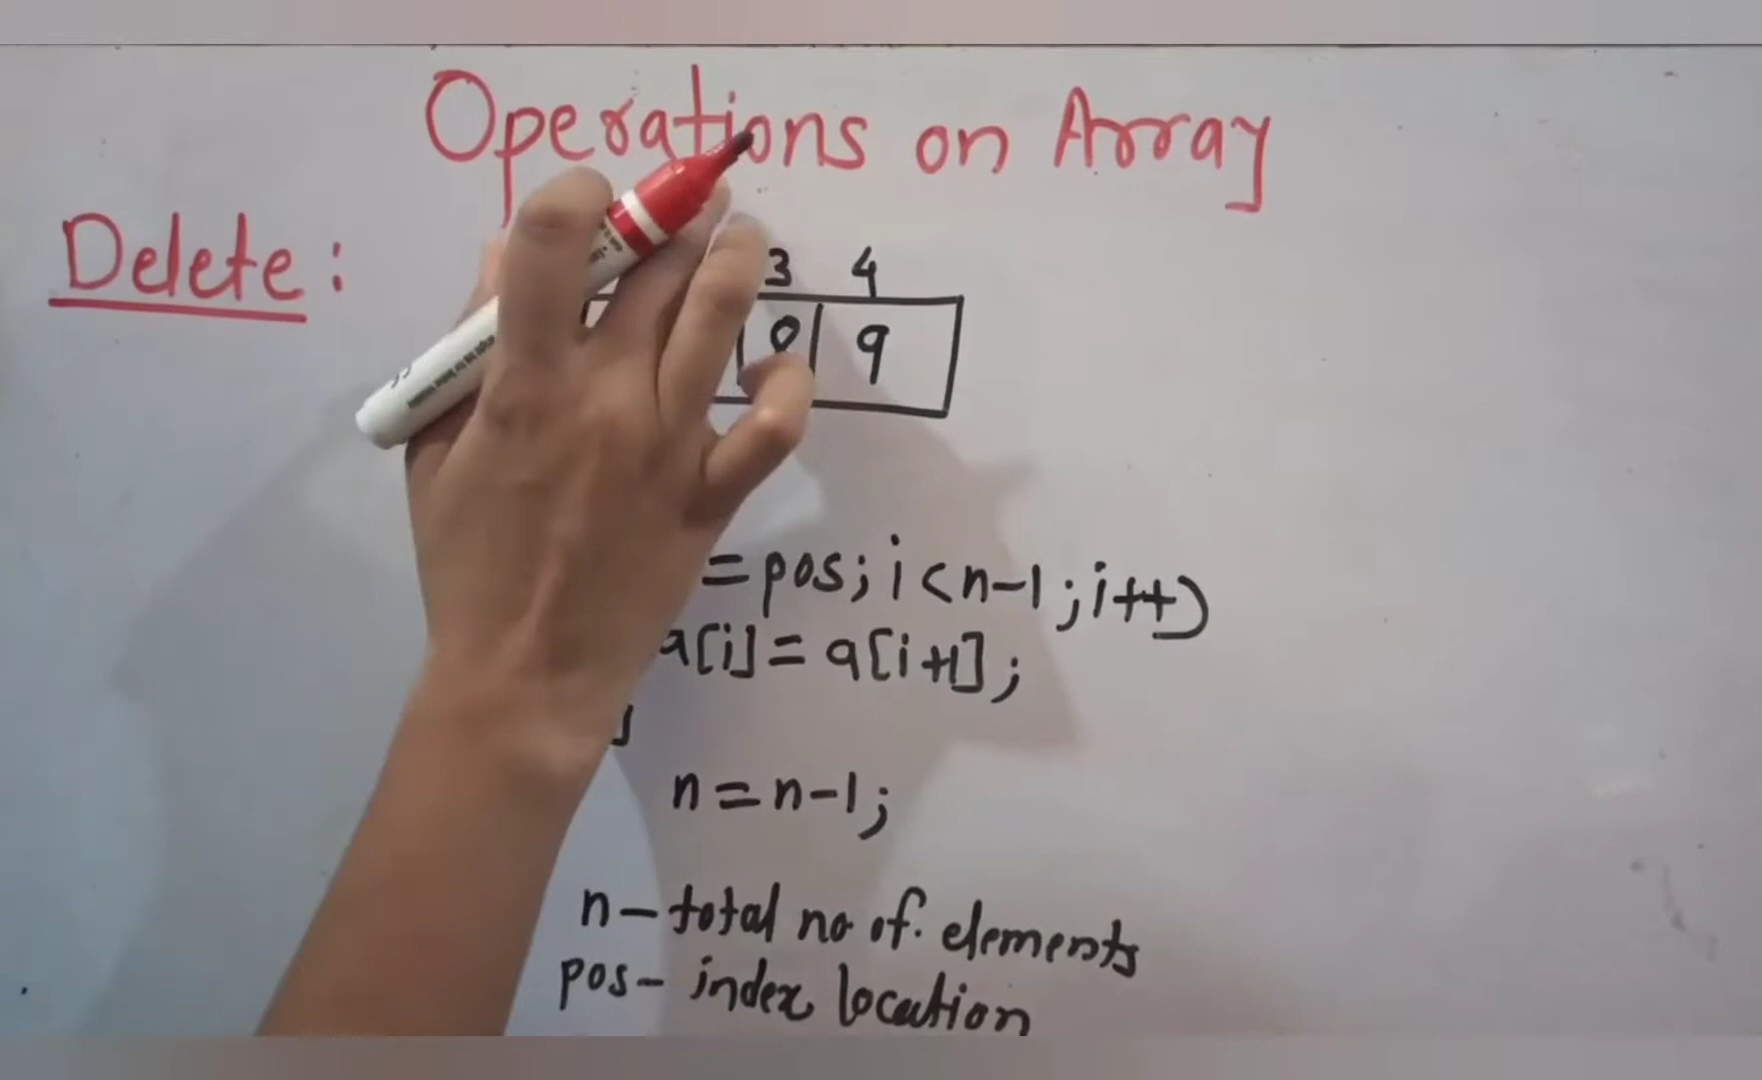 Operations on Array
Delete:
3 4
9
=pos; i<n-1; i++)
a[i] = a[i+1];
n=n-1;
n- total no of. elements
pos- index location